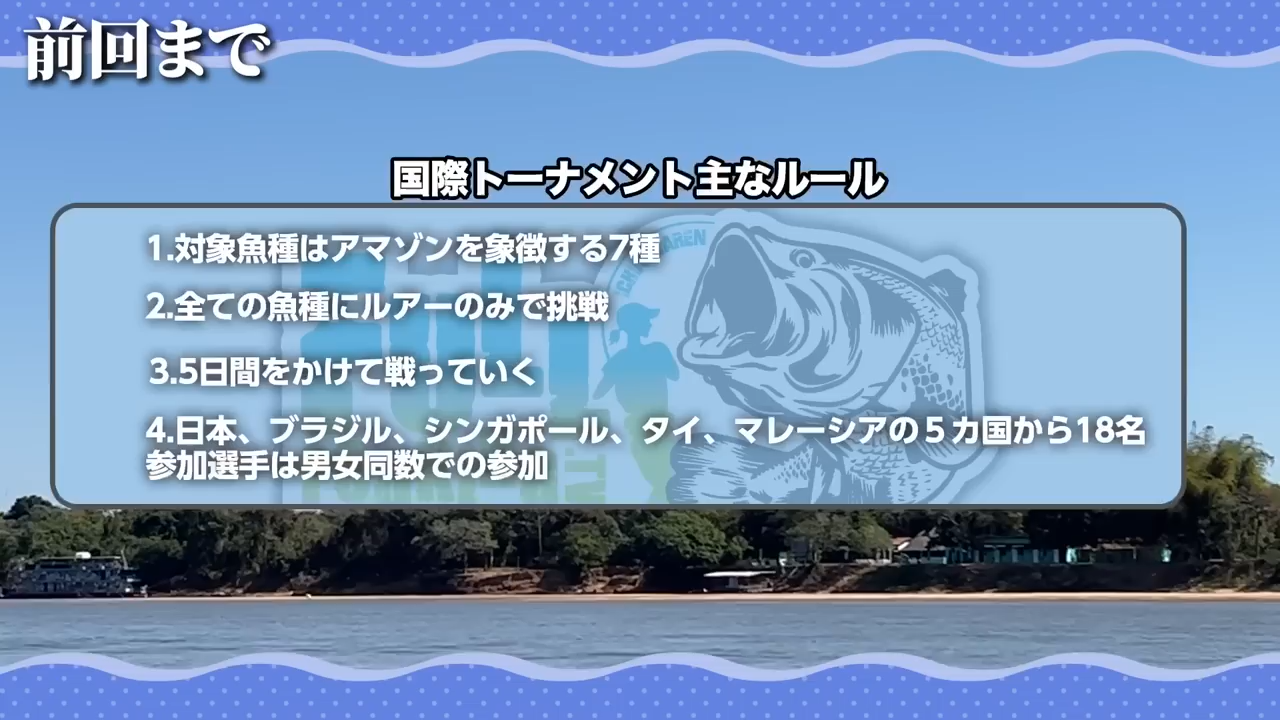 前回まで
国際トーナメント主なルール
1.対象魚種はアマゾンを象徴する7種
2.全ての魚種にルアーのみで挑戦
3.5日間をかけて戦っていく
4.日本、ブラジル、シンガポール、タイ、マレーシアの５カ国から18名
参加選手は男女同数での参加